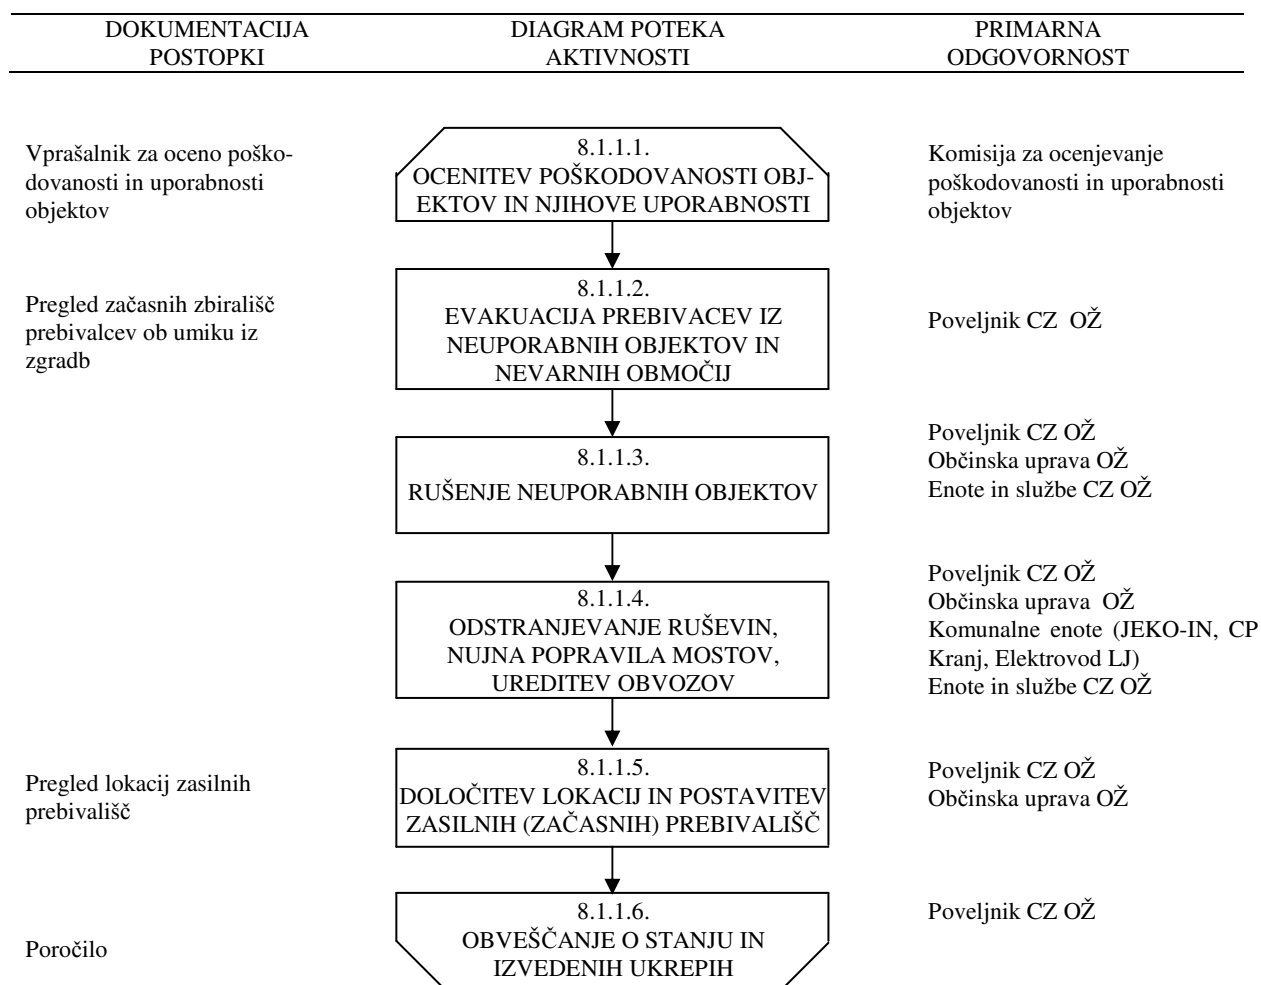 DOKUMENTACIJA
POSTOPKI
DIAGRAM POTEKA
AKTIVNOSTI
PRIMARNA
ODGOVORNOST
Vprašalnik za oceno poško-
dovanosti in uporabnosti
objektov
8.1.1.1.
OCENITEV POŠKODOVANOSTI OBJ-
EKTOV IN NJIHOVE UPORABNOSTI
Komisija za ocenjevanje
poškodovanosti in uporabnosti
objektov
Pregled začasnih zbirališč
prebivalcev ob umiku iz
zgradb
8.1.1.2.
EVAKUACIJA PREBIVACEV IZ
NEUPORABNIH OBJEKTOV IN
NEVARNIH OBMOČIJ
Poveljnik CZ OŽ
8.1.1.3.
RUŠENJE NEUPORABNIH OBJEKTOV
Poveljnik CZ OŽ
Občinska uprava OŽ
Enote in službe CZ OŽ
8.1.1.4.
ODSTRANJEVANJE RUŠEVIN,
NUJNA POPRAVILA MOSTOV,
UREDITEV OBVOZOV
Poveljnik CZ OŽ
Občinska uprava OŽ
Komunalne enote (JEKO-IN, CP
Kranj, Elektrovod LJ)
Enote in službe CZ OŽ
Pregled lokacij zasilnih
prebivališč
8.1.1.5.
DOLOČITEV LOKACIJ IN POSTAVITEV
ZASILNIH (ZAČASNIH) PREBIVALIŠČ
Poveljnik CZ OŽ
Občinska uprava OŽ
Poročilo
8.1.1.6.
OBVEŠČANJE O STANJU IN
IZVEDENIH UKREPIH
Poveljnik CZ OŽ